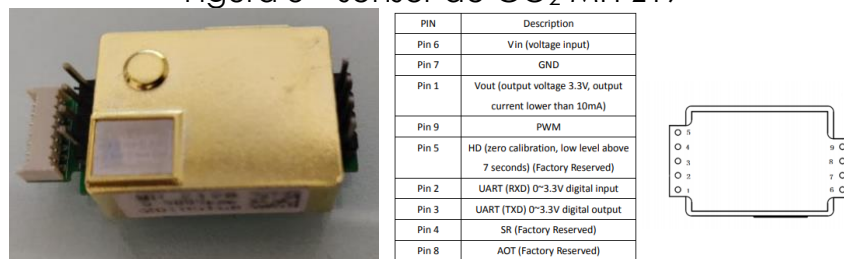 PIN Description
Pin 6 Vin (voltage input)
Pin 7 GND
Pin 1 Vout (output voltage 3.3V, output
current lower than 10mA)
Pin 9 PWM
Pin 5 HD (zero calibration, low level above
7 seconds) (Factory Reserved)
Pin 2 UART (RXD) 0~3.3V digital input
Pin 3 UART (TXD) 0~3.3V digital output
Pin 4 SR (Factory Reserved)
Pin 8 AOT (Factory Reserved)
5
4 9
3 8
2 7
1 6